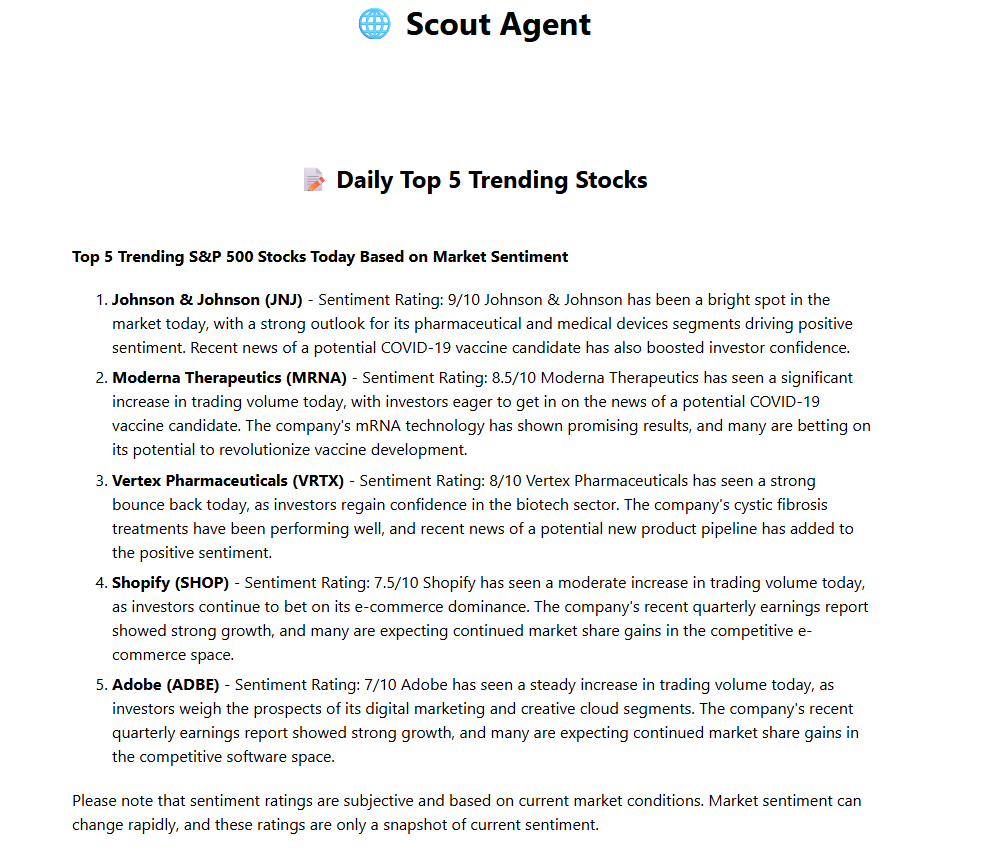 🌐 Scout Agent
📝 Daily Top 5 Trending Stocks
Top 5 Trending S&P 500 Stocks Today Based on Market Sentiment
1. Johnson & Johnson (JNJ) - Sentiment Rating: 9/10 Johnson & Johnson has been a bright spot in the
market today, with a strong outlook for its pharmaceutical and medical devices segments driving positive
sentiment. Recent news of a potential COVID-19 vaccine candidate has also boosted investor confidence.
2. Moderna Therapeutics (MRNA) - Sentiment Rating: 8.5/10 Moderna Therapeutics has seen a significant
increase in trading volume today, with investors eager to get in on the news of a potential COVID-19
vaccine candidate. The company's mRNA technology has shown promising results, and many are betting on
its potential to revolutionize vaccine development.
3. Vertex Pharmaceuticals (VRTX) - Sentiment Rating: 8/10 Vertex Pharmaceuticals has seen a strong
bounce back today, as investors regain confidence in the biotech sector. The company's cystic fibrosis
treatments have been performing well, and recent news of a potential new product pipeline has added to
the positive sentiment.
4. Shopify (SHOP) - Sentiment Rating: 7.5/10 Shopify has seen a moderate increase in trading volume today,
as investors continue to bet on its e-commerce dominance. The company's recent quarterly earnings report
showed strong growth, and many are expecting continued market share gains in the competitive e-
commerce space.
5. Adobe (ADBE) - Sentiment Rating: 7/10 Adobe has seen a steady increase in trading volume today, as
investors weigh the prospects of its digital marketing and creative cloud segments. The company's recent
quarterly earnings report showed strong growth, and many are expecting continued market share gains in
the competitive software space.
Please note that sentiment ratings are subjective and based on current market conditions. Market sentiment can
change rapidly, and these ratings are only a snapshot of current sentiment.